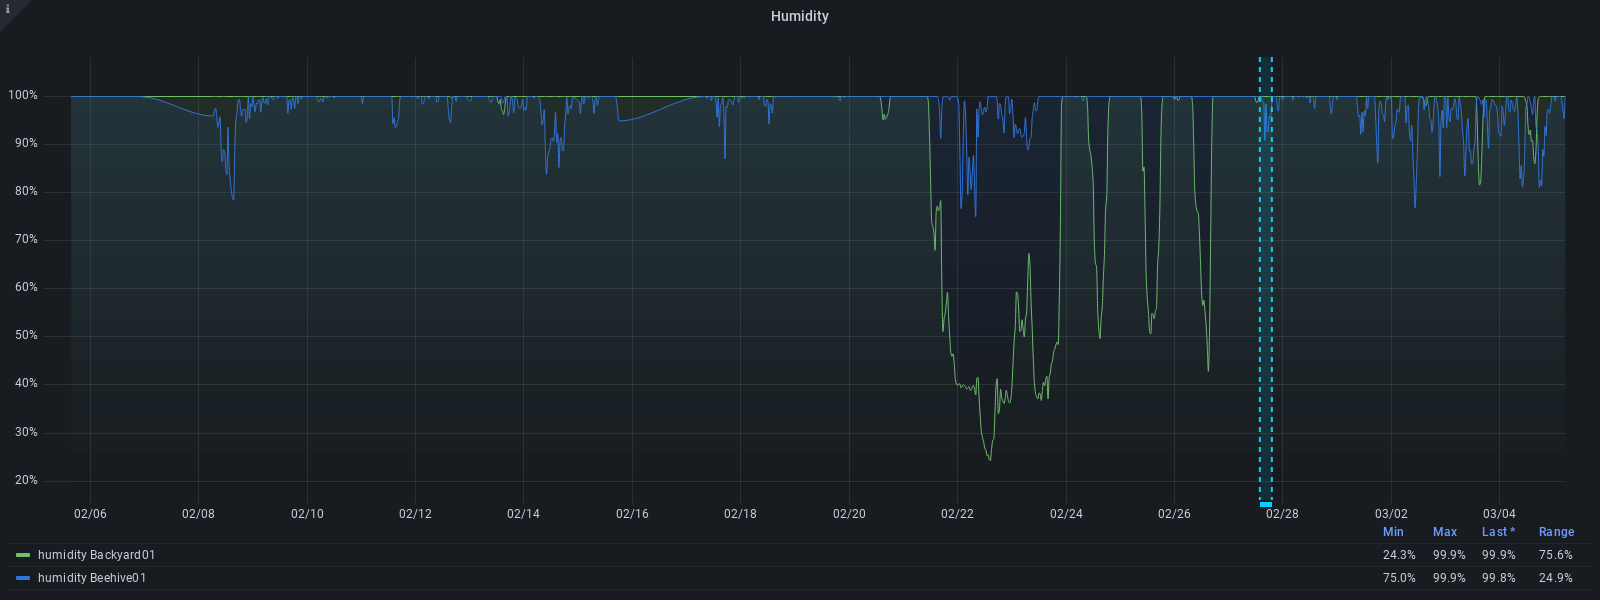 i
Humidity
100%
90%
80%
70%
60%
50%
40%
30%
20%
02/06 02/08 02/10 02/12 02/14 02/16 02/18 02/20 02/22 02/24 02/26 02/28 03/02 03/04
Min Max Last * Range
humidity Backyard01 24.3% 99.9% 99.9% 75.6%
humidity Beehive01 75.0% 99.9% 99.8% 24.9%